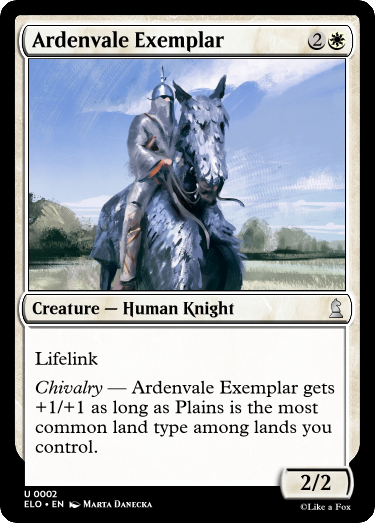 Ardenvale Exemplar 2
Creature — Human Knight
Lifelink
Chivalry — Ardenvale Exemplar gets
+1/+1 as long as Plains is the most
common land type among lands you
control.
2/2
U 0002
ELO • EN Marta Danecka
©Like a Fox